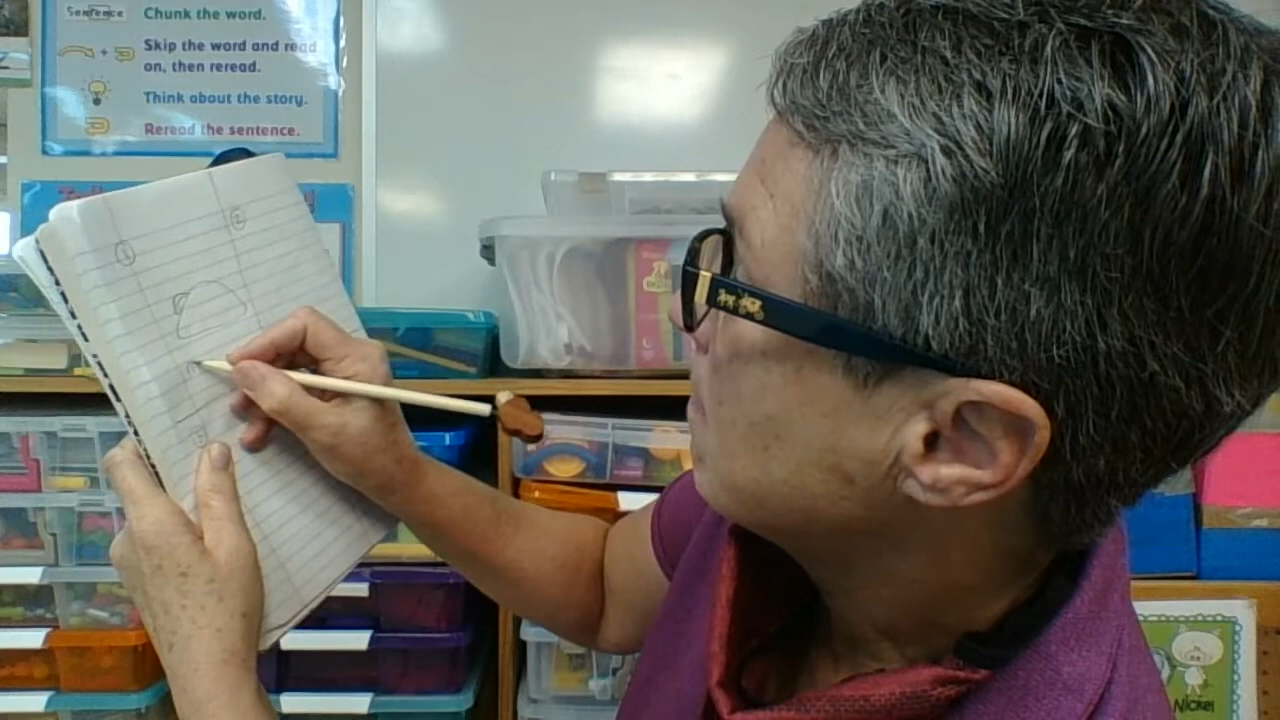 Sentence
Chunk the word.
Skip the word and read
on, then reread.
Think about the story.
Reread the sentence.
1
2
3
Nickel